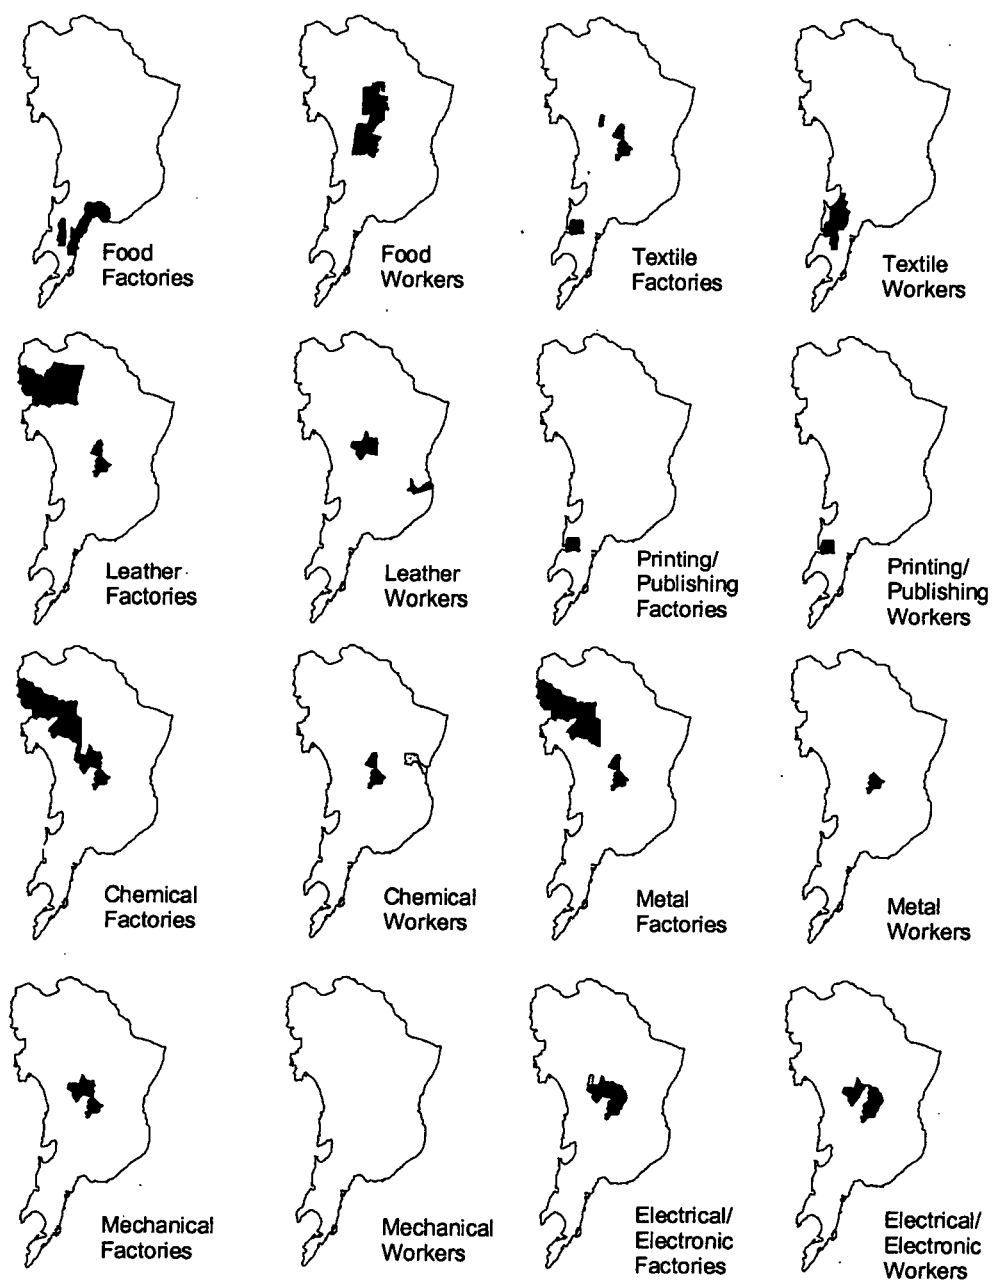 Food
Factories
Food
Workers
Textile
Factories
Textile
Workers
Leather
Factories
Leather
Workers
Printing/
Publishing
Factories
Printing/
Publishing
Workers
Chemical
Factories
Chemical
Workers
Metal
Factories
Metal
Workers
Mechanical
Factories
Mechanical
Workers
Electrical/
Electronic
Factories
Electrical/
Electronic
Workers